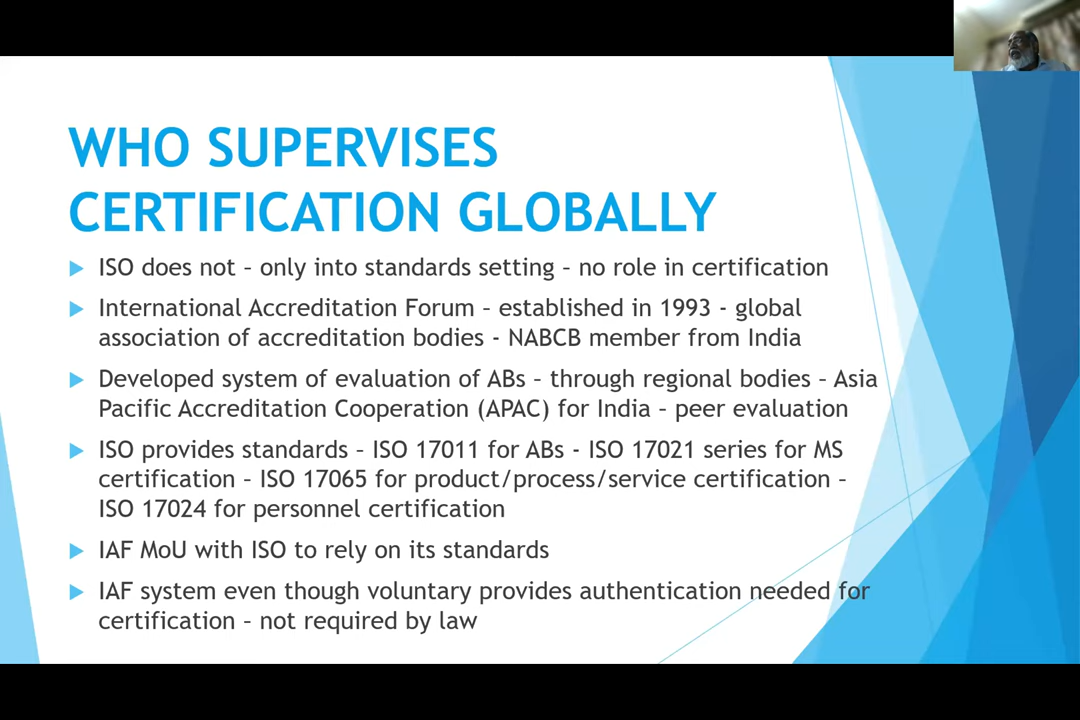 WHO SUPERVISES
CERTIFICATION GLOBALLY
ISO does not – only into standards setting – no role in certification
International Accreditation Forum – established in 1993 - global
association of accreditation bodies - NABCB member from India
Developed system of evaluation of ABs – through regional bodies – Asia
Pacific Accreditation Cooperation (APAC) for India – peer evaluation
ISO provides standards – ISO 17011 for ABs - ISO 17021 series for MS
certification – ISO 17065 for product/process/service certification –
ISO 17024 for personnel certification
IAF MoU with ISO to rely on its standards
IAF system even though voluntary provides authentication needed for
certification – not required by law